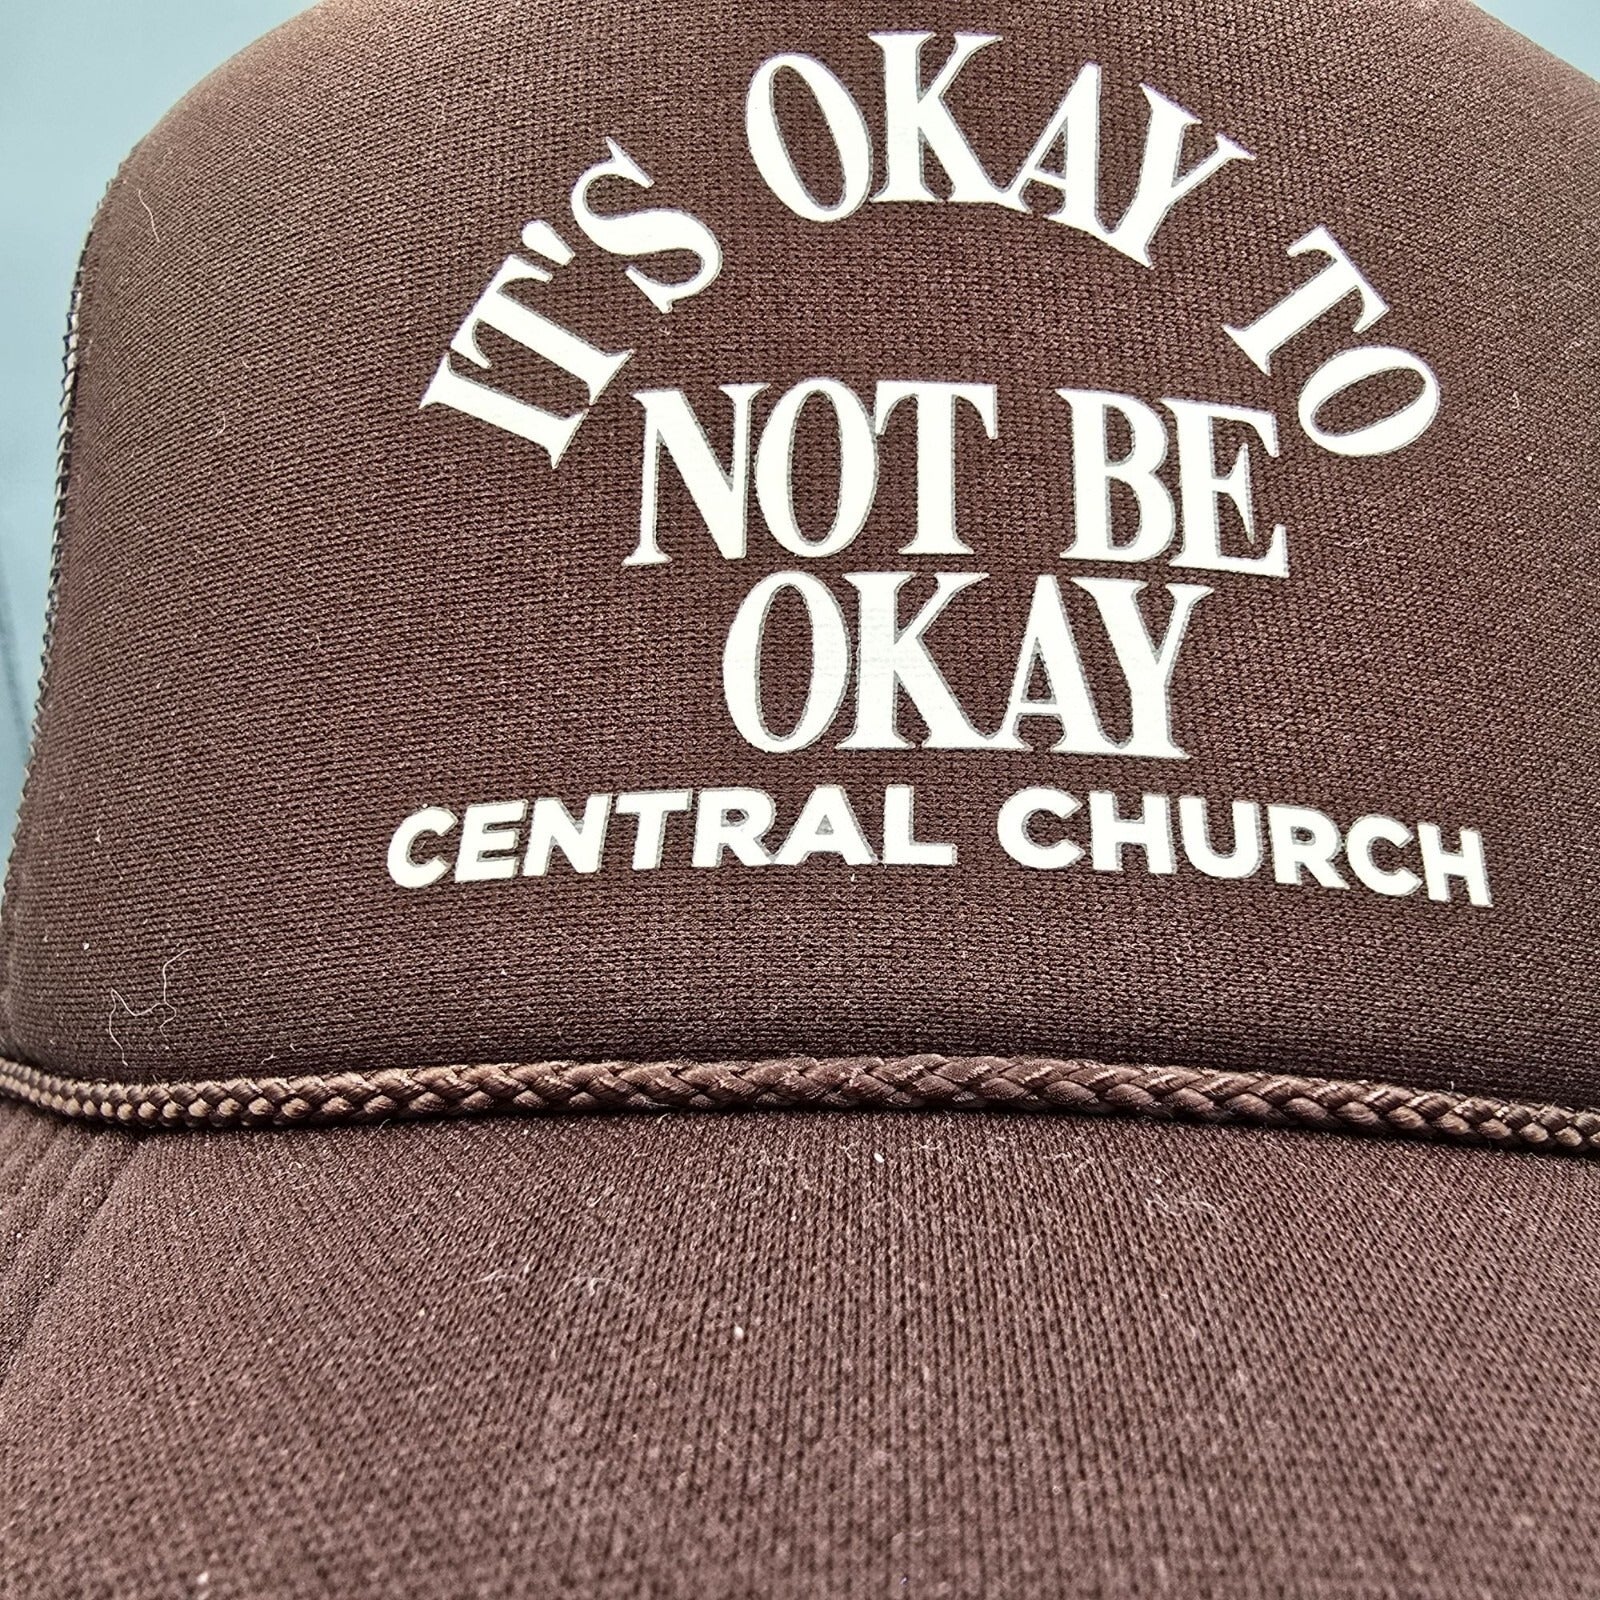 IT'S OKAY TO
NOT BE
OKAY
CENTRAL CHURCH